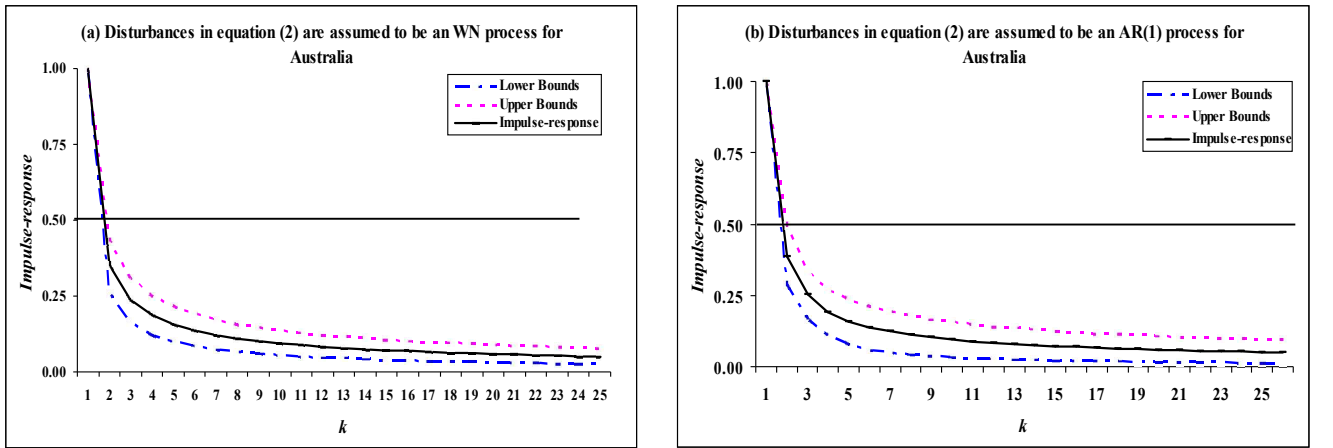 (a) Disturbances in equation (2) are assumed to be an WN process for
Australia
1.00
0.75
0.50
0.25
0.00
Impulse-response
Lower Bounds
Upper Bounds
Impulse-response
1 2 3 4 5 6 7 8 9 10 11 12 13 14 15 16 17 18 19 20 21 22 23 24 25
k
(b) Disturbances in equation (2) are assumed to be an AR(1) process for
Australia
1.00
0.75
0.50
0.25
0.00
Impulse-response
Lower Bounds
Upper Bounds
Impulse-response
1 3 5 7 9 11 13 15 17 19 21 23 25
k